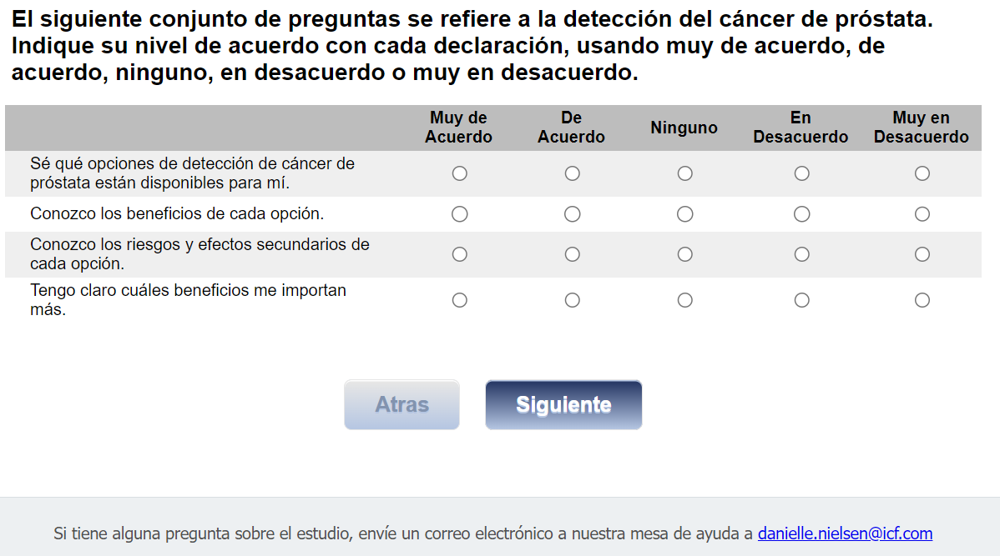 El siguiente conjunto de preguntas se refiere a la detección del cáncer de próstata.
Indique su nivel de acuerdo con cada declaración, usando muy de acuerdo, de
acuerdo, ninguno, en desacuerdo o muy en desacuerdo.
Muy de Acuerdo
De Acuerdo
Ninguno
En Desacuerdo
Muy en Desacuerdo
Sé qué opciones de detección de cáncer de
próstata están disponibles para mí.
Conozco los beneficios de cada opción.
Conozco los riesgos y efectos secundarios de
cada opción.
Tengo claro cuáles beneficios me importan
más.
Atras
Siguiente
Si tiene alguna pregunta sobre el estudio, envíe un correo electrónico a nuestra mesa de ayuda a danielle.nielsen@icf.com